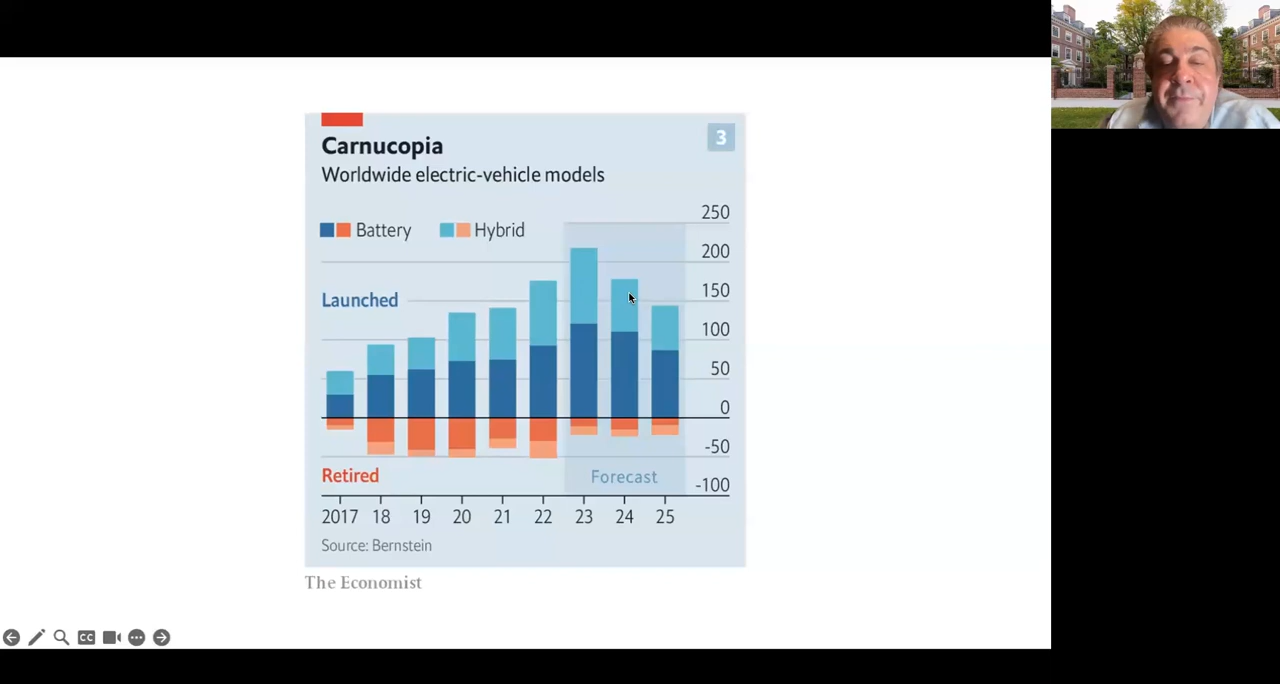 Carnucopia
3
Worldwide electric-vehicle models
250
Battery
Hybrid
200
Launched
150
100
50
0
-50
Retired
Forecast
-100
2017 18 19 20 21 22 23 24 25
Source: Bernstein
The Economist
CC